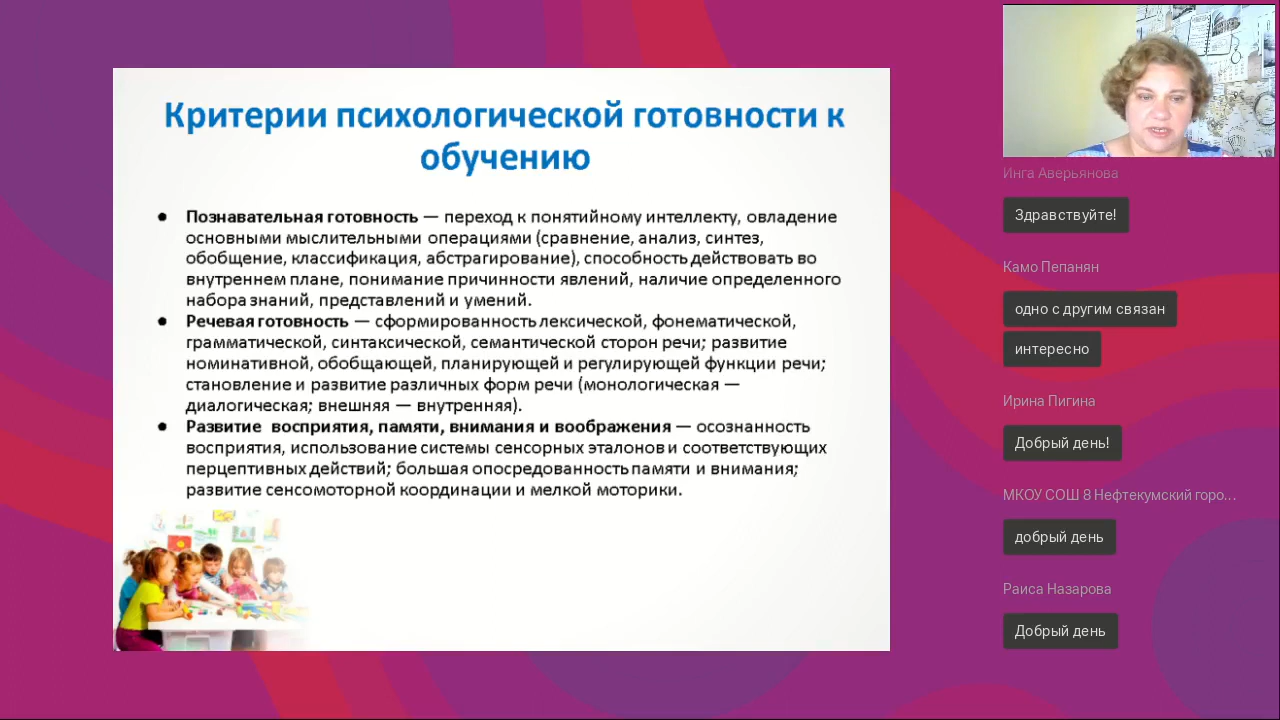 Критерии психологической готовности к
обучению
● Познавательная готовность — переход к понятийному интеллекту, овладение
основными мыслительными операциями (сравнение, анализ, синтез,
обобщение, классификация, абстрагирование), способность действовать во
внутреннем плане, понимание причинности явлений, наличие определенного
набора знаний, представлений и умений.
● Речевая готовность — сформированность лексической, фонематической,
грамматической, синтаксической, семантической сторон речи; развитие
номинативной, обобщающей, планирующей и регулирующей функции речи;
становление и развитие различных форм речи (монологическая —
диалогическая; внешняя — внутренняя).
● Развитие восприятия, памяти, внимания и воображения — осознанность
восприятия, использование системы сенсорных эталонов и соответствующих
перцептивных действий; большая опосредованность памяти и внимания;
развитие сенсомоторной координации и мелкой моторики.
Инга Аверьянова
Здравствуйте!
Камо Пепанян
одно с другим связан
интересно
Ирина Пигина
Добрый день!
МКОУ СОШ 8 Нефтекумский горо...
добрый день
Раиса Назарова
Добрый день